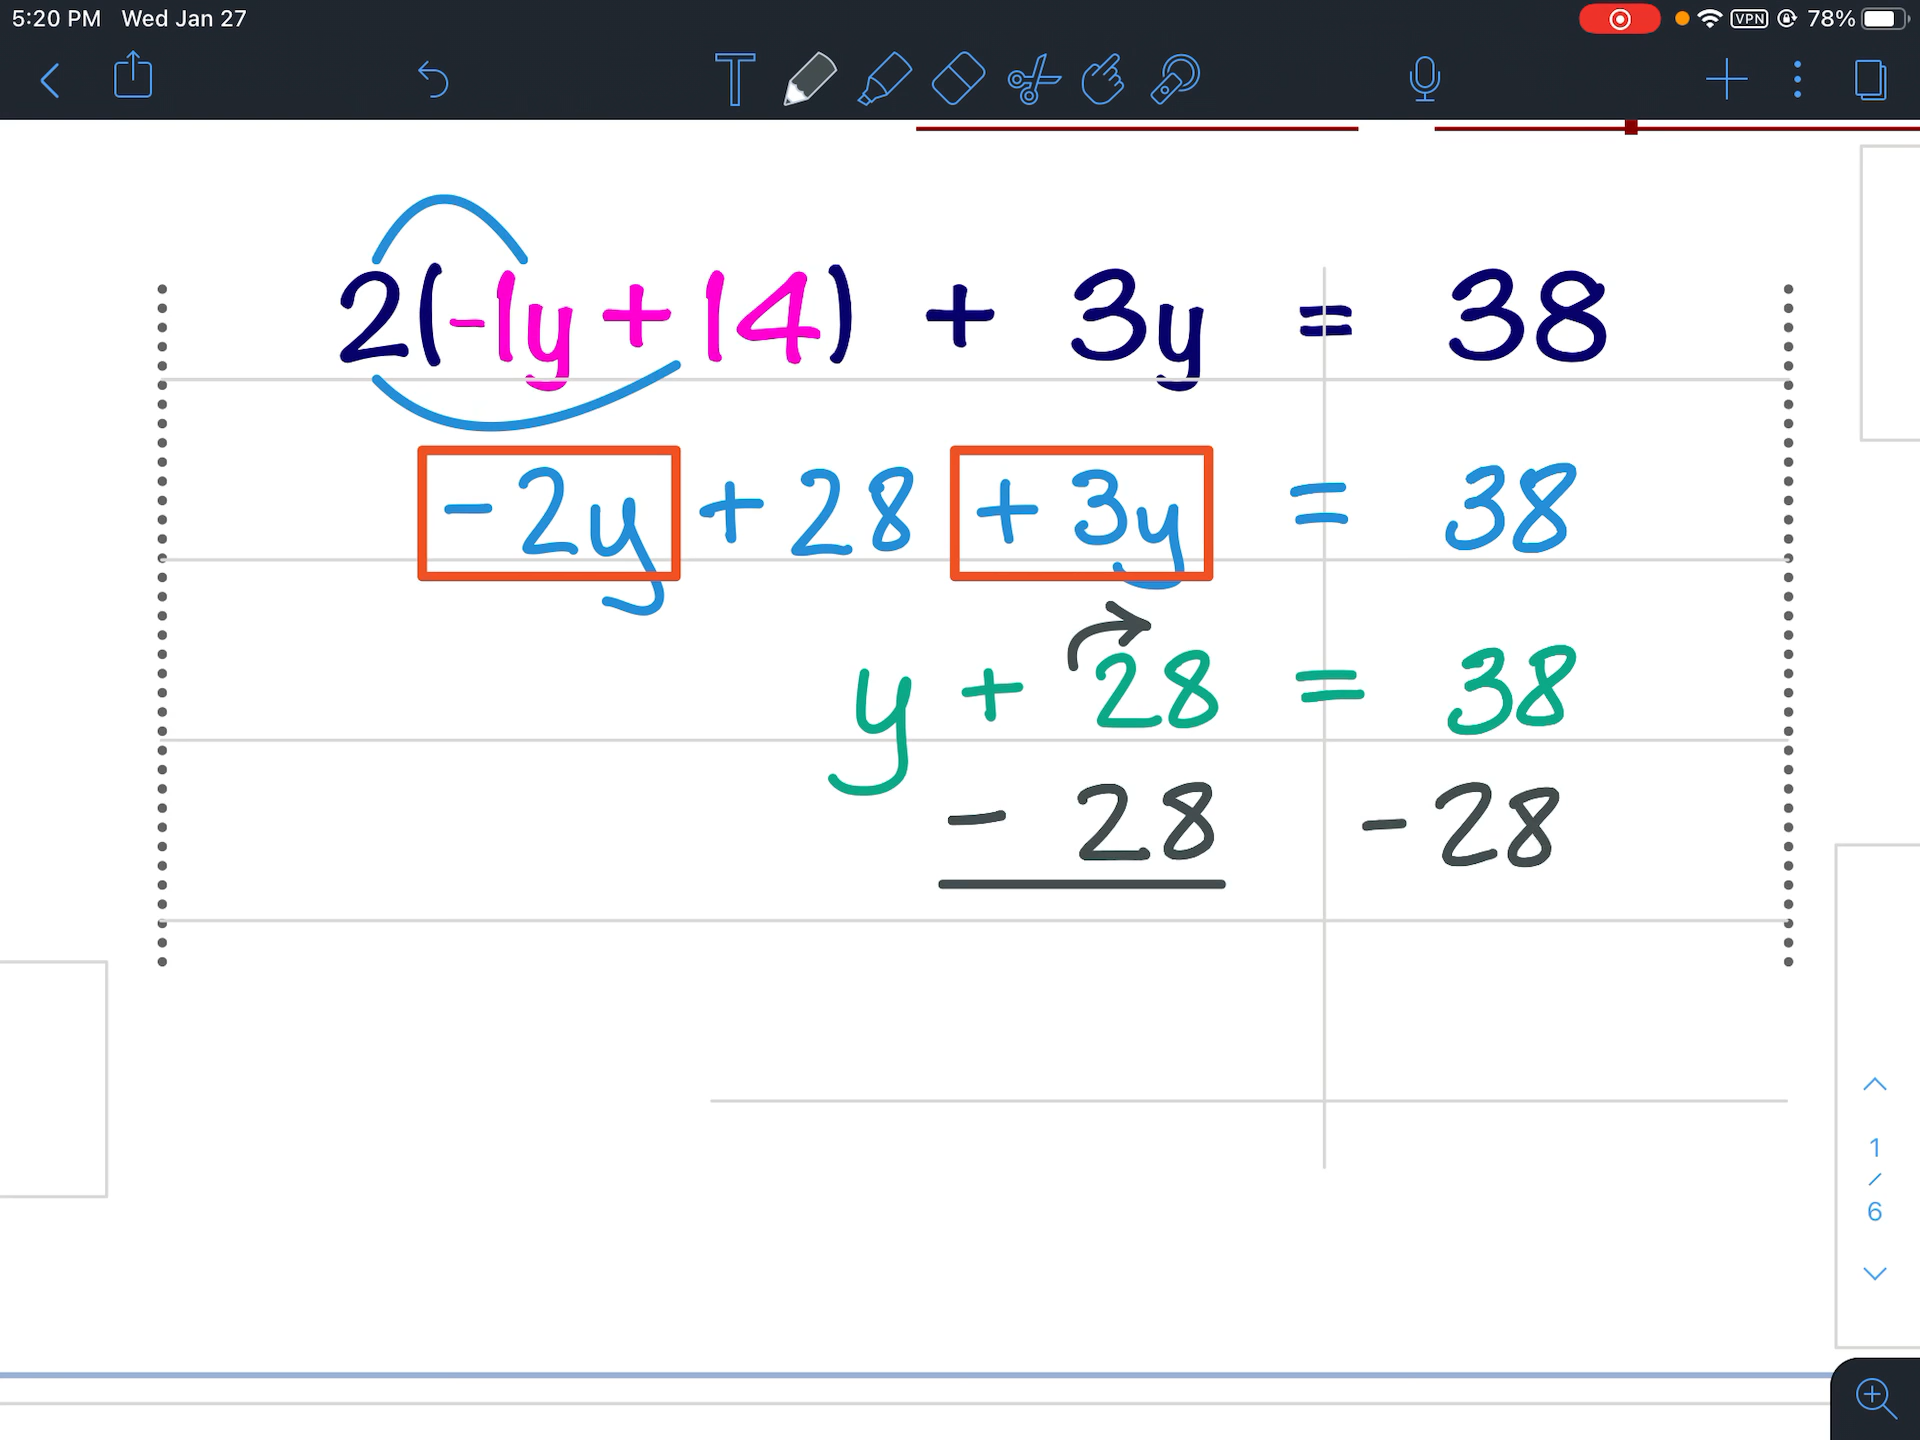 5:20 PM Wed Jan 27 VPN 78%
2(-1y + 14) + 3y = 38
-2y + 28 + 3y = 38
y + 28 = 38
- 28 -28
1
/
6